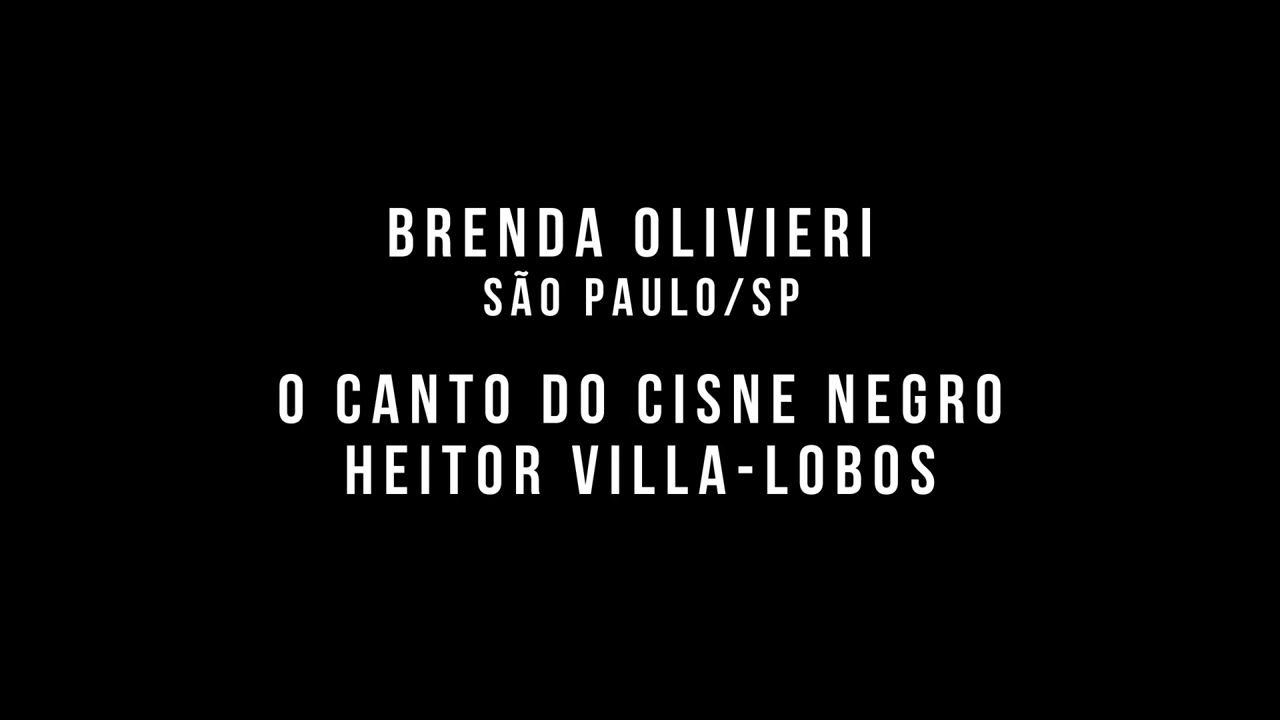 BRENDA OLIVIERI
SÃO PAULO/SP
O CANTO DO CISNE NEGRO
HEITOR VILLA-LOBOS